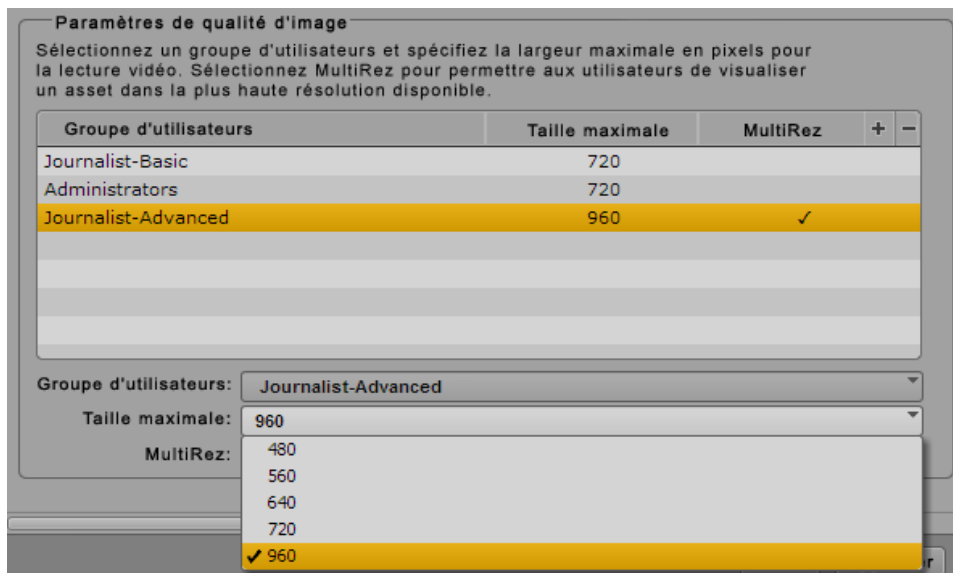 Paramètres de qualité d'image
Sélectionnez un groupe d'utilisateurs et spécifiez la largeur maximale en pixels pour
la lecture vidéo. Sélectionnez MultiRez pour permettre aux utilisateurs de visualiser
un asset dans la plus haute résolution disponible.
Groupe d'utilisateurs Taille maximale MultiRez + −
Journalist-Basic 720
Administrators 720
Journalist-Advanced 960 ✓
Groupe d'utilisateurs: Journalist-Advanced
Taille maximale: 960
MultiRez:
480
560
640
720
✓ 960